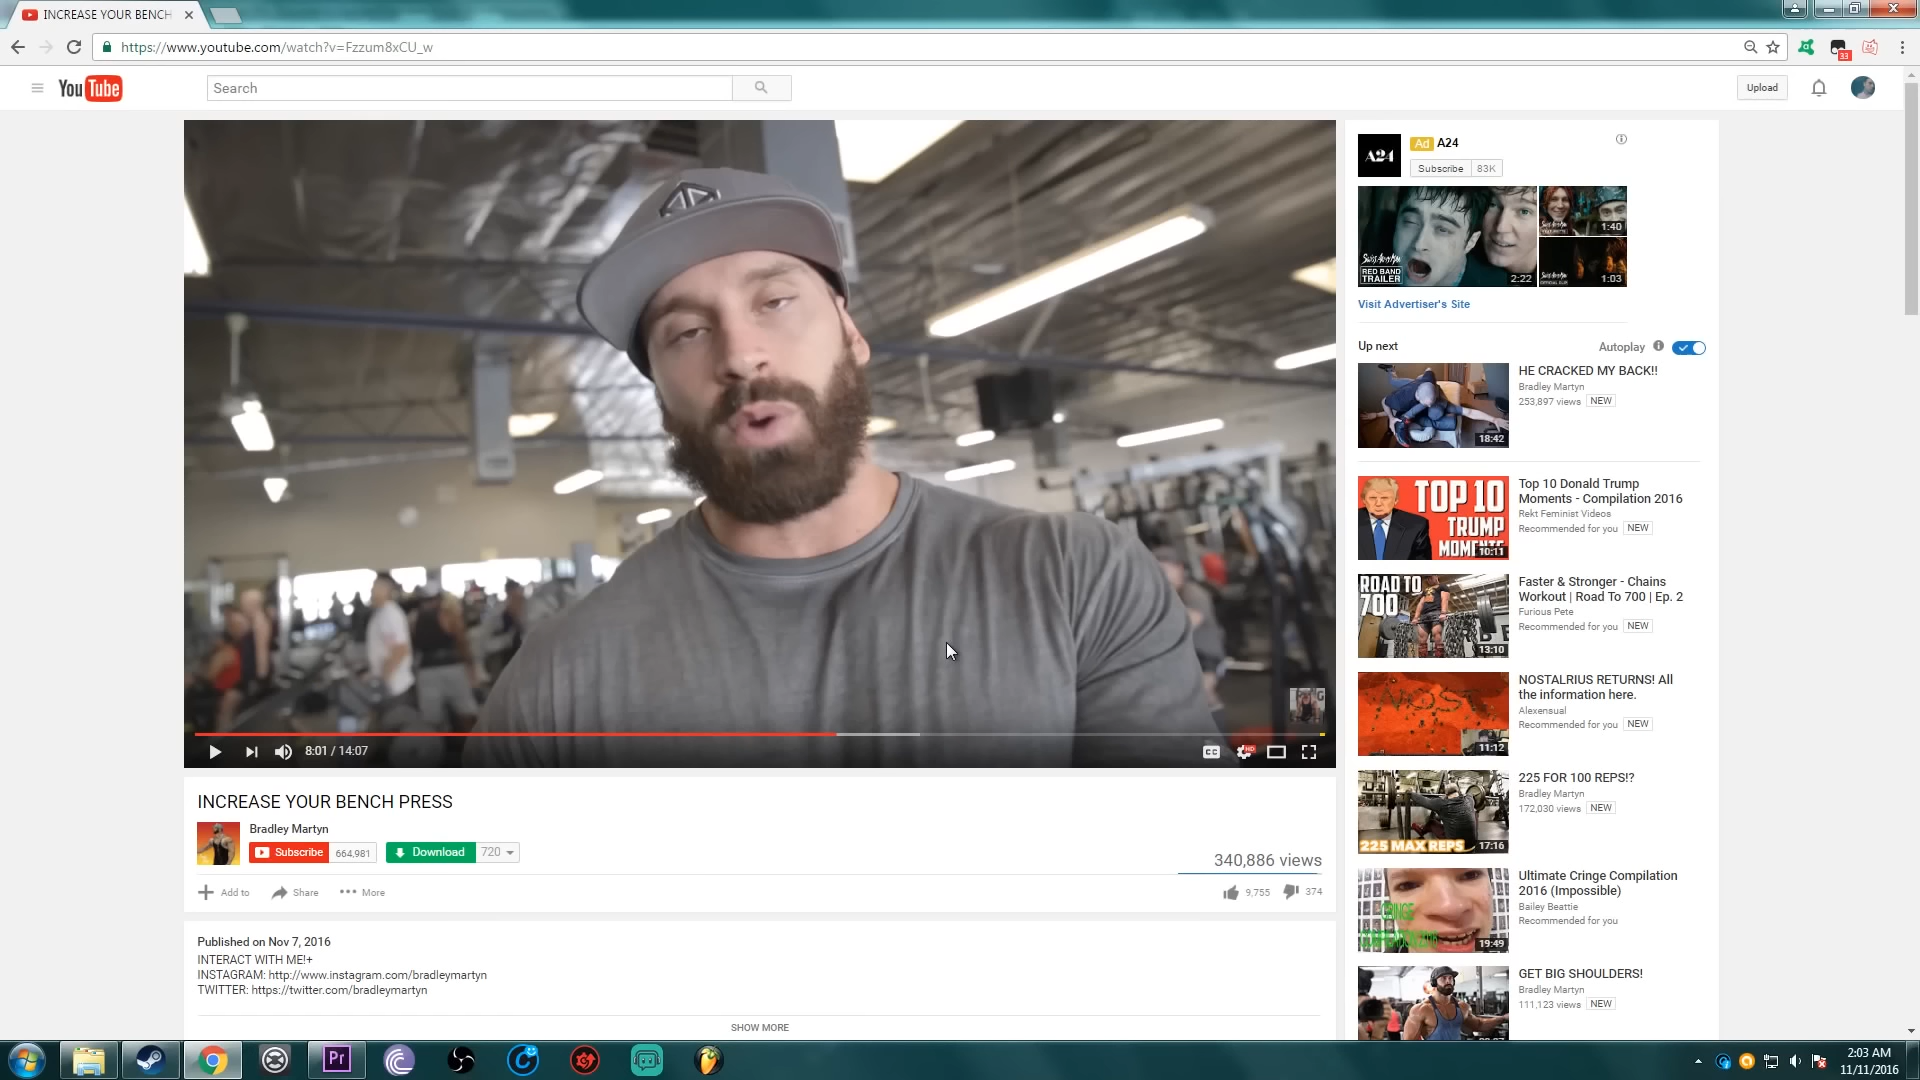 INCREASE YOUR BENCH
https://www.youtube.com/watch?v=Fzzum8xCU_w
33
YouTube
Search
Upload
8:01 / 14:07
CC
HD
INCREASE YOUR BENCH PRESS
Bradley Martyn
Subscribe 664,981
Download 720
340,886 views
Add to
Share
More
9,755
374
Published on Nov 7, 2016
INTERACT WITH ME!+
INSTAGRAM: http://www.instagram.com/bradleymartyn
TWITTER: https://twitter.com/bradleymartyn
SHOW MORE
A24
Ad A24
Subscribe 83K
RED BAND
TRAILER
2:22
1:40
1:03
Visit Advertiser's Site
Up next
Autoplay
18:42
HE CRACKED MY BACK!!
Bradley Martyn
253,897 views NEW
TOP 10
TRUMP
MOMENTS
10:11
Top 10 Donald Trump
Moments - Compilation 2016
Rekt Feminist Videos
Recommended for you NEW
ROAD TO
700
13:10
Faster & Stronger - Chains
Workout | Road To 700 | Ep. 2
Furious Pete
Recommended for you NEW
11:12
NOSTALRIUS RETURNS! All
the information here.
Alexensual
Recommended for you NEW
225 MAX REPS
17:16
225 FOR 100 REPS!?
Bradley Martyn
172,030 views NEW
CRINGE
COMPILATION 2016
19:49
Ultimate Cringe Compilation
2016 (Impossible)
Bailey Beattie
Recommended for you
GET BIG SHOULDERS!
Bradley Martyn
111,123 views NEW
Pr
2:03 AM
11/11/2016